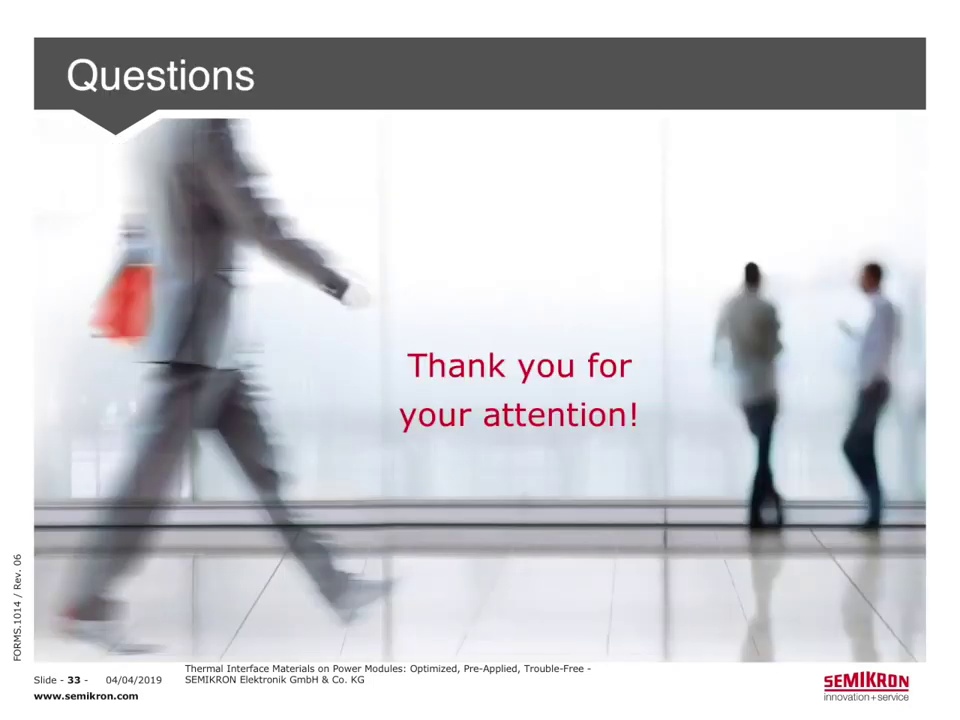 Questions
Thank you for
your attention!
FORMS.1014 / Rev. 06
Thermal Interface Materials on Power Modules: Optimized, Pre-Applied, Trouble-Free -
Slide - 33 - 04/04/2019 SEMIKRON Elektronik GmbH & Co. KG
www.semikron.com
SEMIKRON
innovation+service